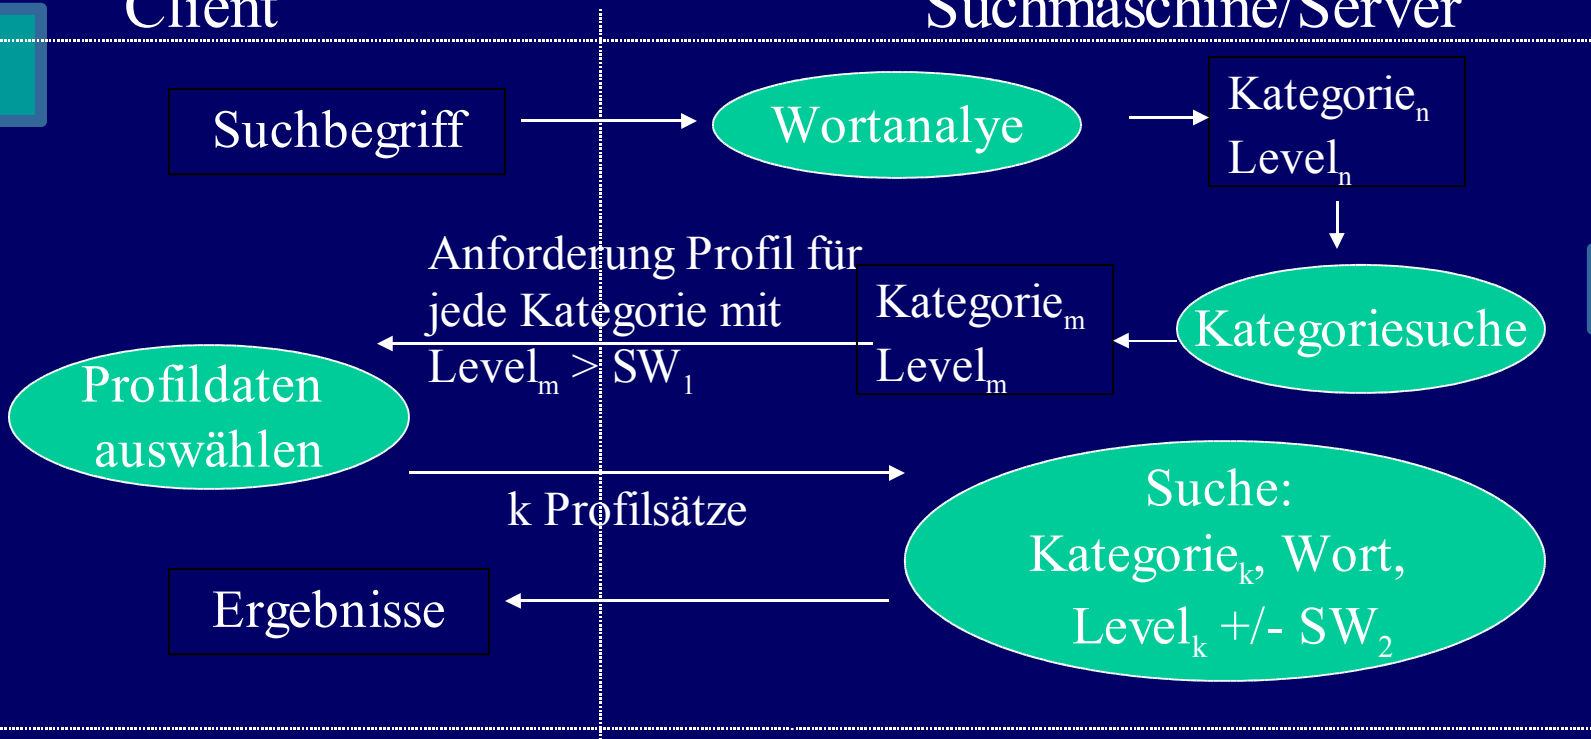 Client
Suchmaschine/Server
Suchbegriff
Wortanalye
Kategorieₙ
Levelₙ
Anforderung Profil für
jede Kategorie mit
Levelₘ > SW₁
Kategorieₘ
Levelₘ
Kategoriesuche
Profildaten
auswählen
k Profilsätze
Suche:
Kategorieₖ, Wort,
Levelₖ +/- SW₂
Ergebnisse